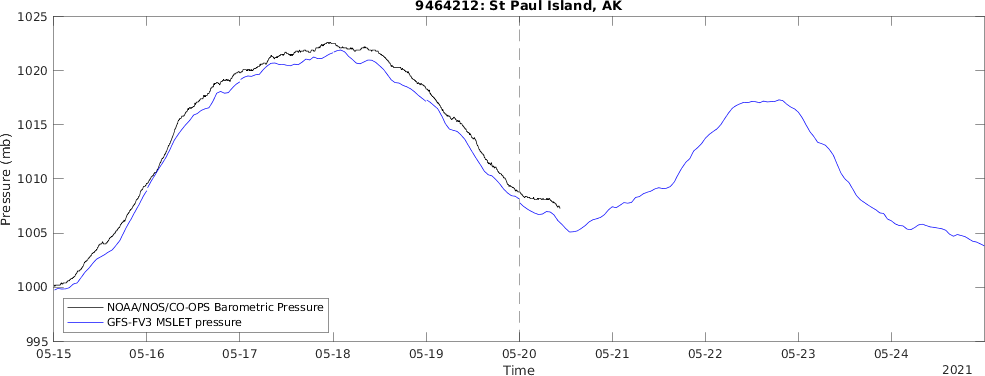 9464212: St Paul Island, AK
Pressure (mb)
1025
1020
1015
1010
1005
1000
995
NOAA/NOS/CO-OPS Barometric Pressure
GFS-FV3 MSLET pressure
05-15 05-16 05-17 05-18 05-19 05-20 05-21 05-22 05-23 05-24
Time
2021